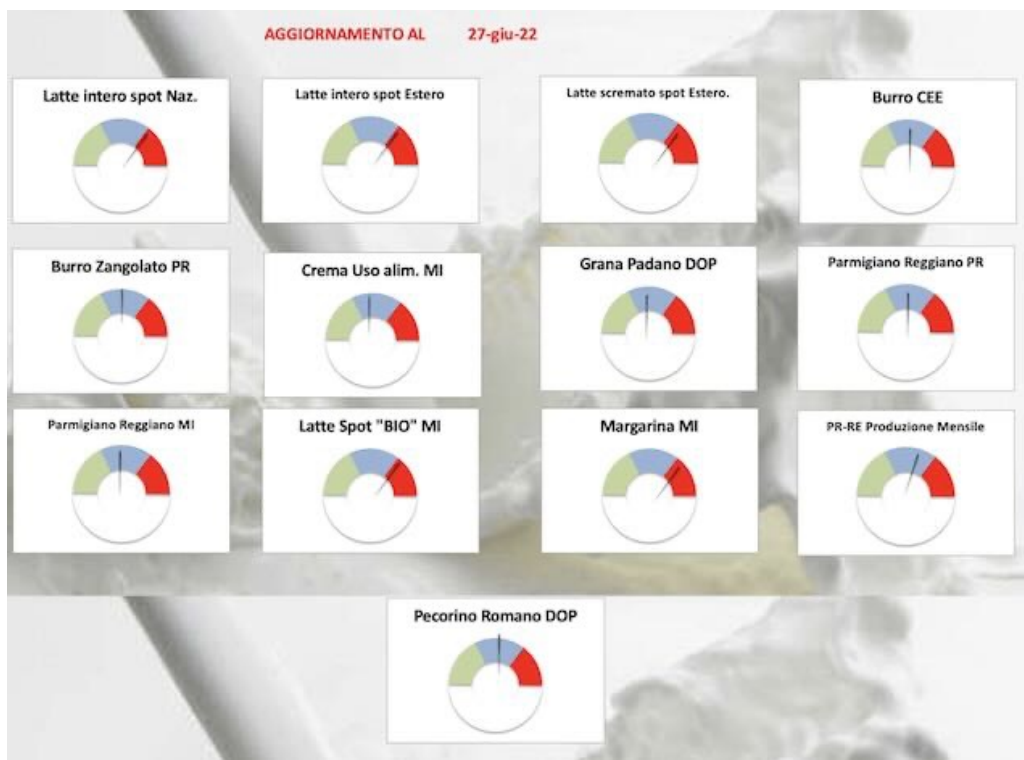 AGGIORNAMENTO AL 27-giu-22
Latte intero spot Naz.
Latte intero spot Estero
Latte scremato spot Estero.
Burro CEE
Burro Zangolato PR
Crema Uso alim. MI
Grana Padano DOP
Parmigiano Reggiano PR
Parmigiano Reggiano MI
Latte Spot "BIO" MI
Margarina MI
PR-RE Produzione Mensile
Pecorino Romano DOP